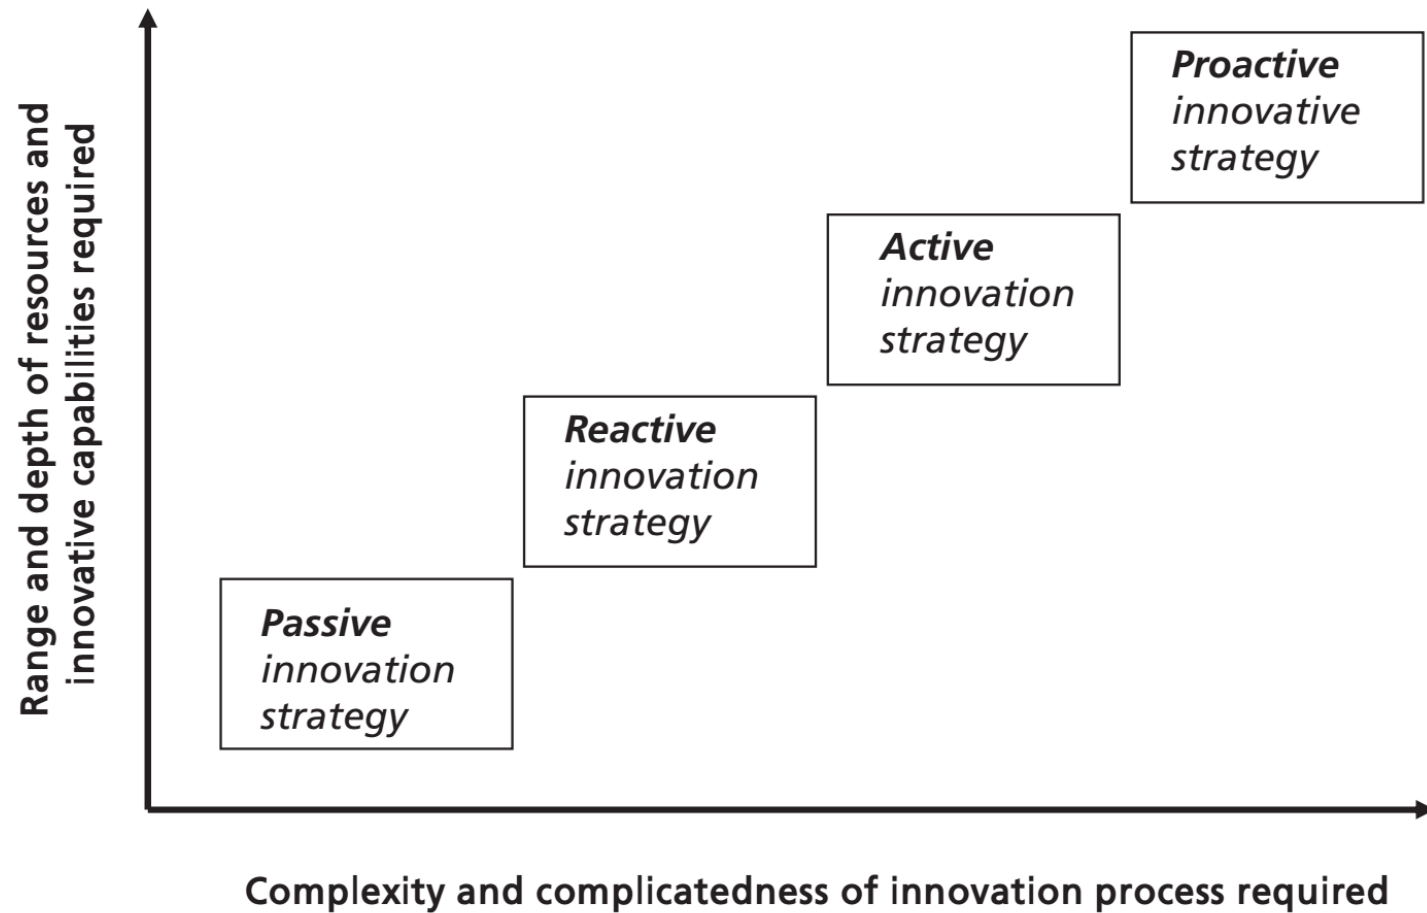 Range and depth of resources and
innovative capabilities required
Proactive
innovative
strategy
Active
innovation
strategy
Reactive
innovation
strategy
Passive
innovation
strategy
Complexity and complicatedness of innovation process required